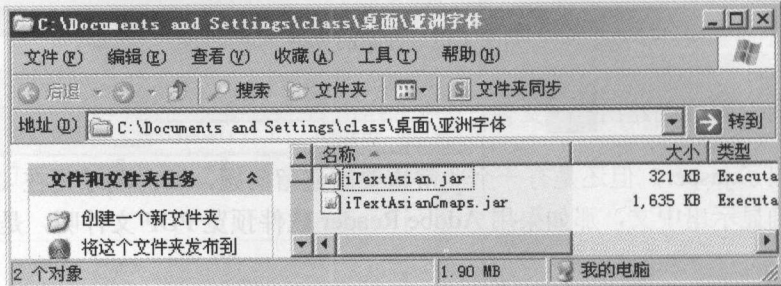 C:\Documents and Settings\class\桌面\亚洲字体
文件(F) 编辑(E) 查看(V) 收藏(A) 工具(T) 帮助(H)
后退 搜索 文件夹 S 文件夹同步
地址(D) C:\Documents and Settings\class\桌面\亚洲字体 转到
名称 大小 类型
文件和文件夹任务
iTextAsian.jar 321 KB Executa
iTextAsianCmaps.jar 1,635 KB Executa
创建一个新文件夹
将这个文件夹发布到
2 个对象 1.90 MB 我的电脑